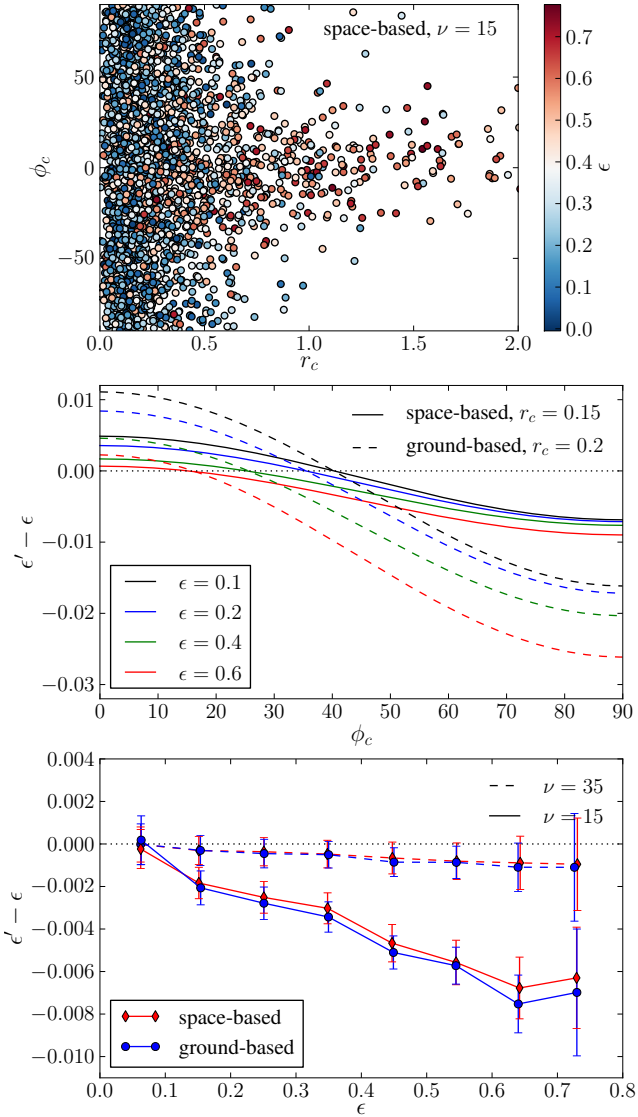 space-based, ν = 15
ϕ_c
50
0
−50
0.0 0.5 1.0 1.5 2.0
r_c
0.7
0.6
0.5
0.4
0.3
0.2
0.1
0.0
ϵ
space-based, r_c = 0.15
ground-based, r_c = 0.2
ϵ′ − ϵ
0.01
0.00
−0.01
−0.02
−0.03
ϵ = 0.1
ϵ = 0.2
ϵ = 0.4
ϵ = 0.6
0 10 20 30 40 50 60 70 80 90
ϕ_c
ν = 35
ν = 15
ϵ′ − ϵ
0.004
0.002
0.000
−0.002
−0.004
−0.006
−0.008
−0.010
space-based
ground-based
0.0 0.1 0.2 0.3 0.4 0.5 0.6 0.7 0.8
ϵ